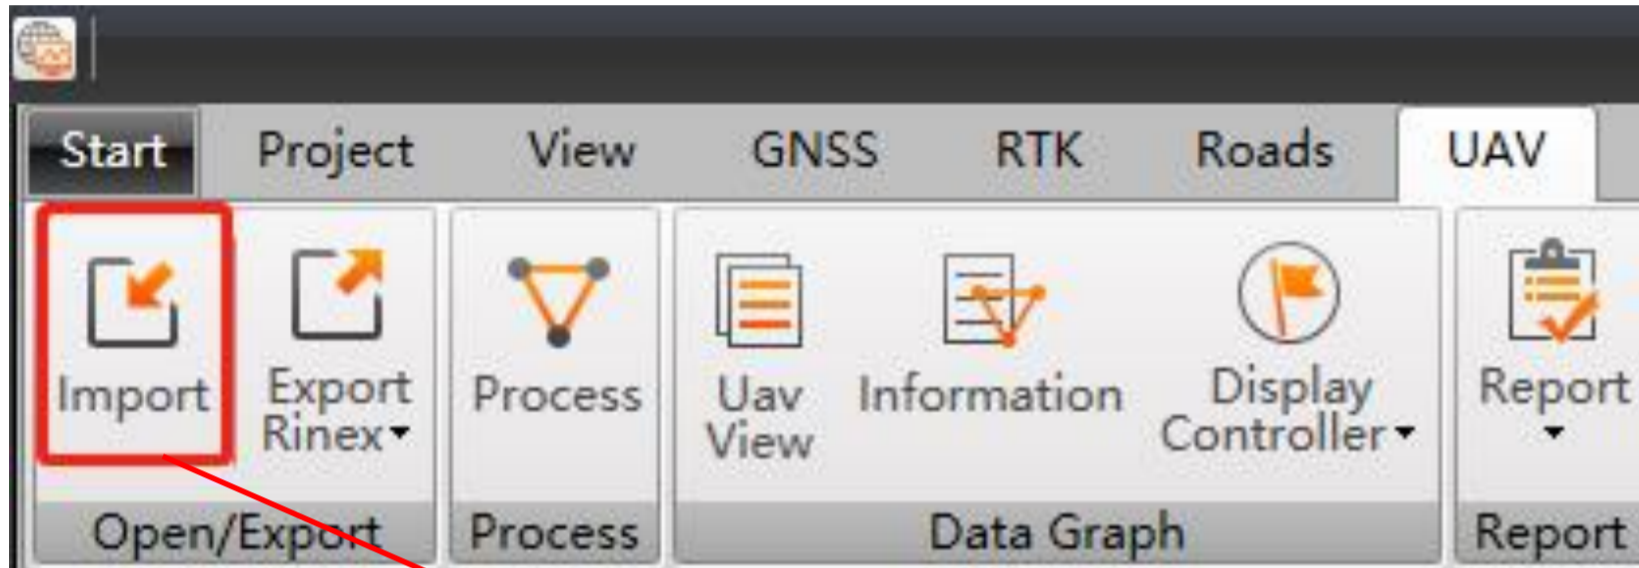 Start Project View GNSS RTK Roads UAV
Import Export Process Uav Information Display Report
Rinex View Controller
Open/Export Process Data Graph Report